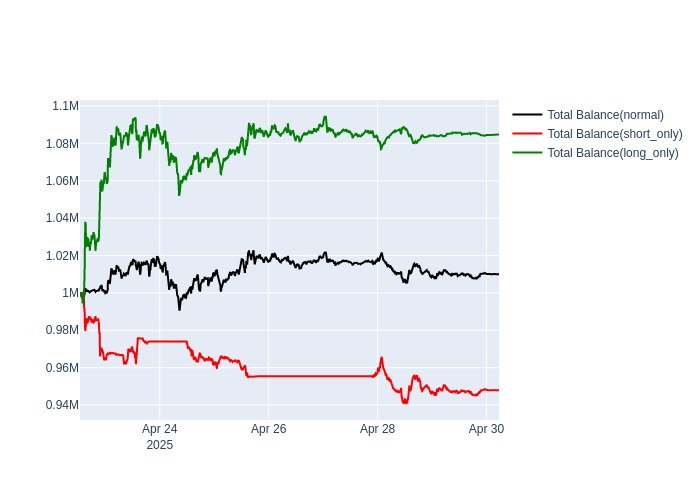 1.1M
1.08M
1.06M
1.04M
1.02M
1M
0.98M
0.96M
0.94M
Apr 24
2025
Apr 26
Apr 28
Apr 30
Total Balance(normal)
Total Balance(short_only)
Total Balance(long_only)